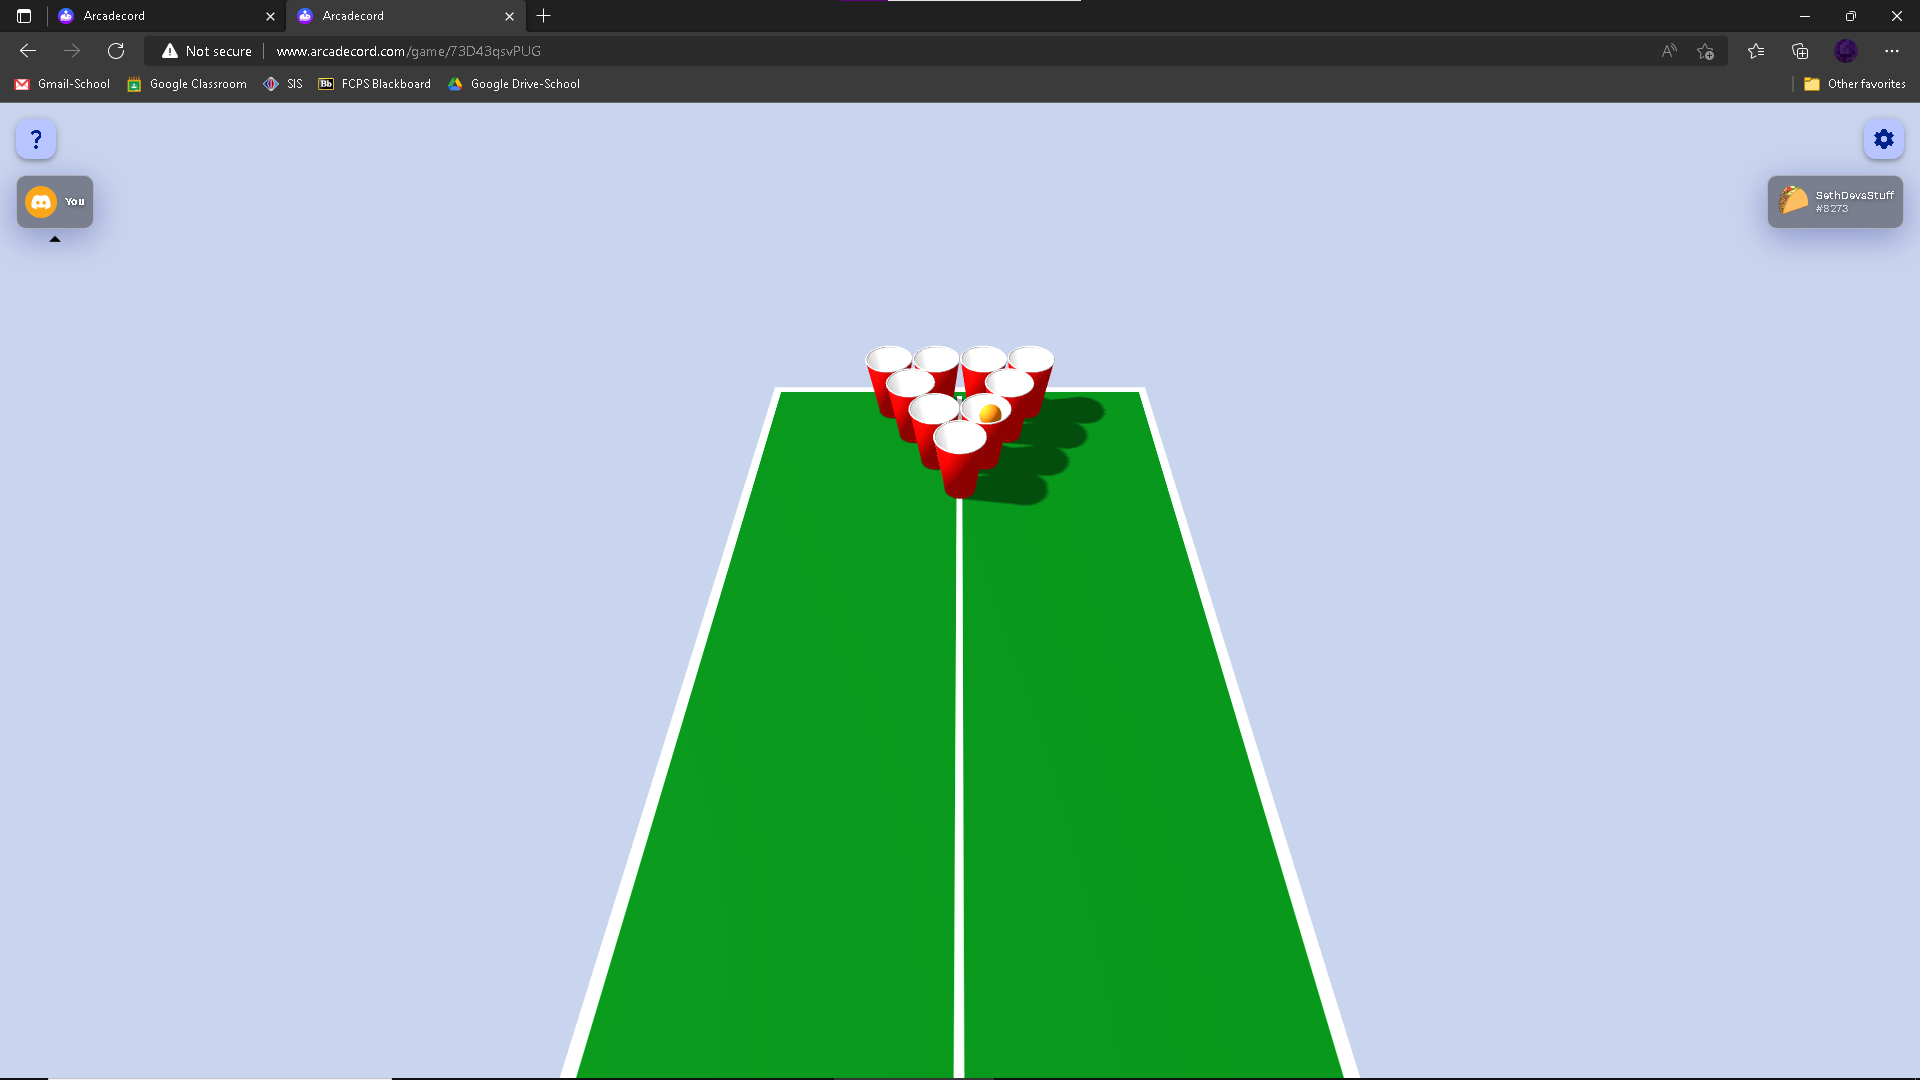 Arcadecord
Arcadecord
Not secure
www.arcadecord.com/game/73D43qsvPUG
Gmail-School
Google Classroom
SIS
Bb FCPS Blackboard
Google Drive-School
Other favorites
?
You
SethDevsStuff
#8273